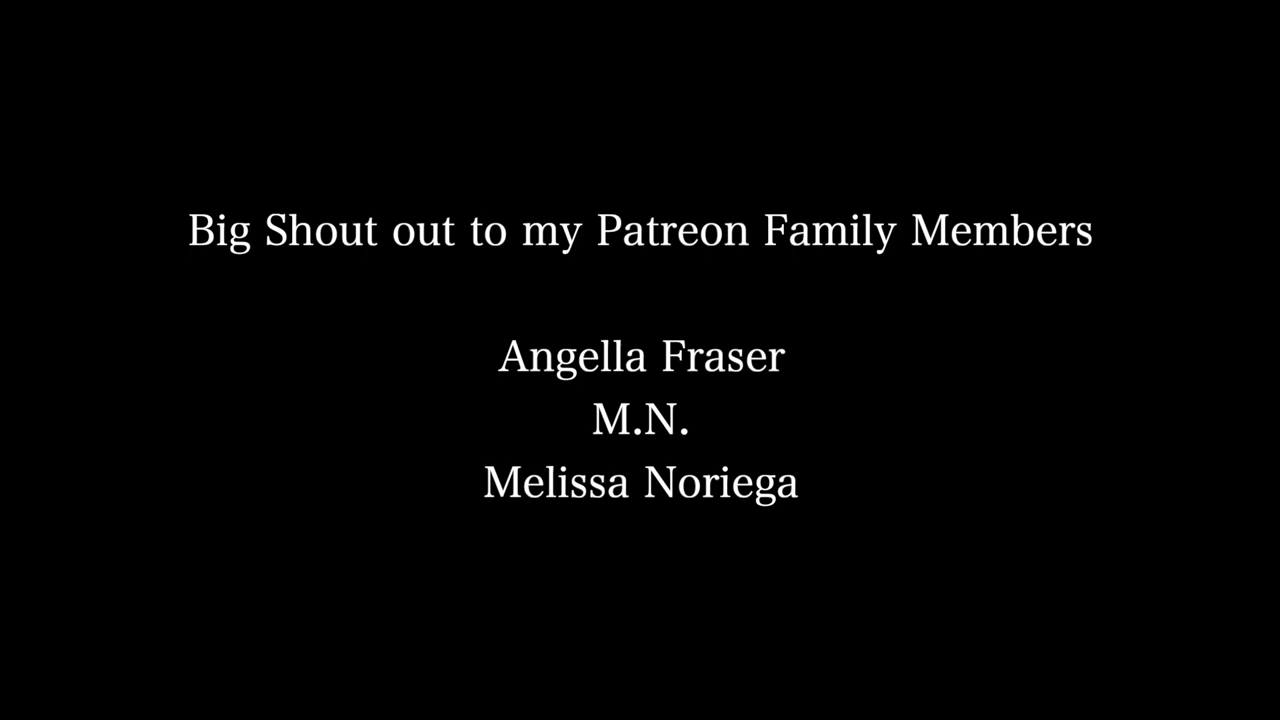 Big Shout out to my Patreon Family Members
Angella Fraser
M.N.
Melissa Noriega